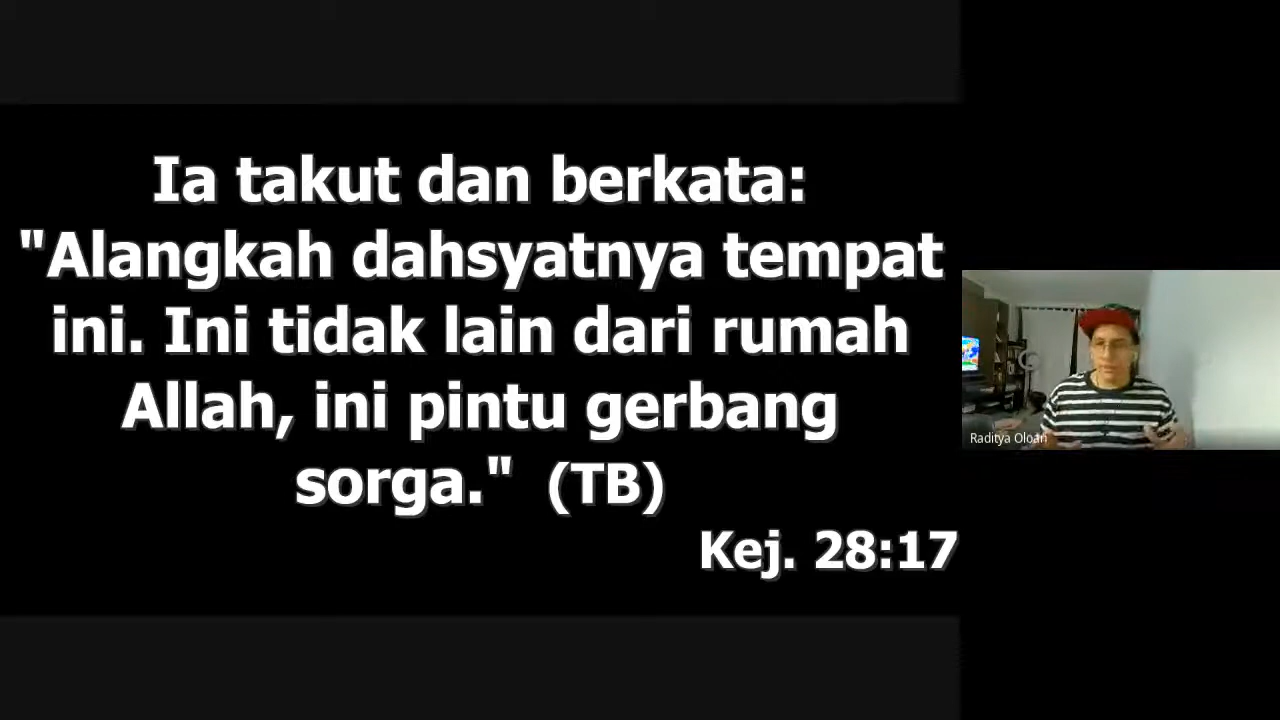 Ia takut dan berkata:
"Alangkah dahsyatnya tempat
ini. Ini tidak lain dari rumah
Allah, ini pintu gerbang
sorga." (TB)
Kej. 28:17
Raditya Oloan